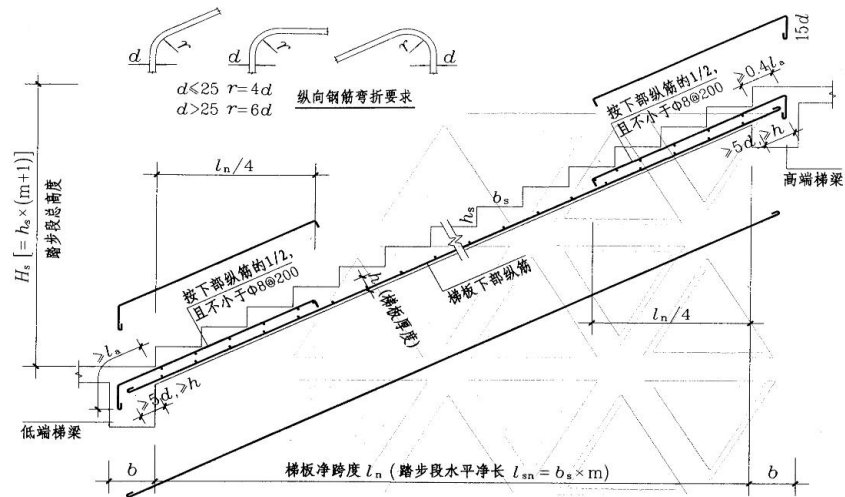 15d
d
r
r
r
d
d
d≤25 r=4d
d>25 r=6d
纵向钢筋弯折要求
按下部纵筋的1/2,
且不小于Φ8@200
≥0.4lₐ
≥5d,≥h
高端梯梁
Hₛ [=hₛ×(m+1)]
踏步段总高度
lₙ/4
bₛ
hₛ
按下部纵筋的1/2,
且不小于Φ8@200
h (梯板厚度)
梯板下部纵筋
lₙ/4
≥lₐ
≥5d,≥h
低端梯梁
b
梯板净跨度 lₙ (踏步段水平净长 lₛₙ=bₛ×m)
b